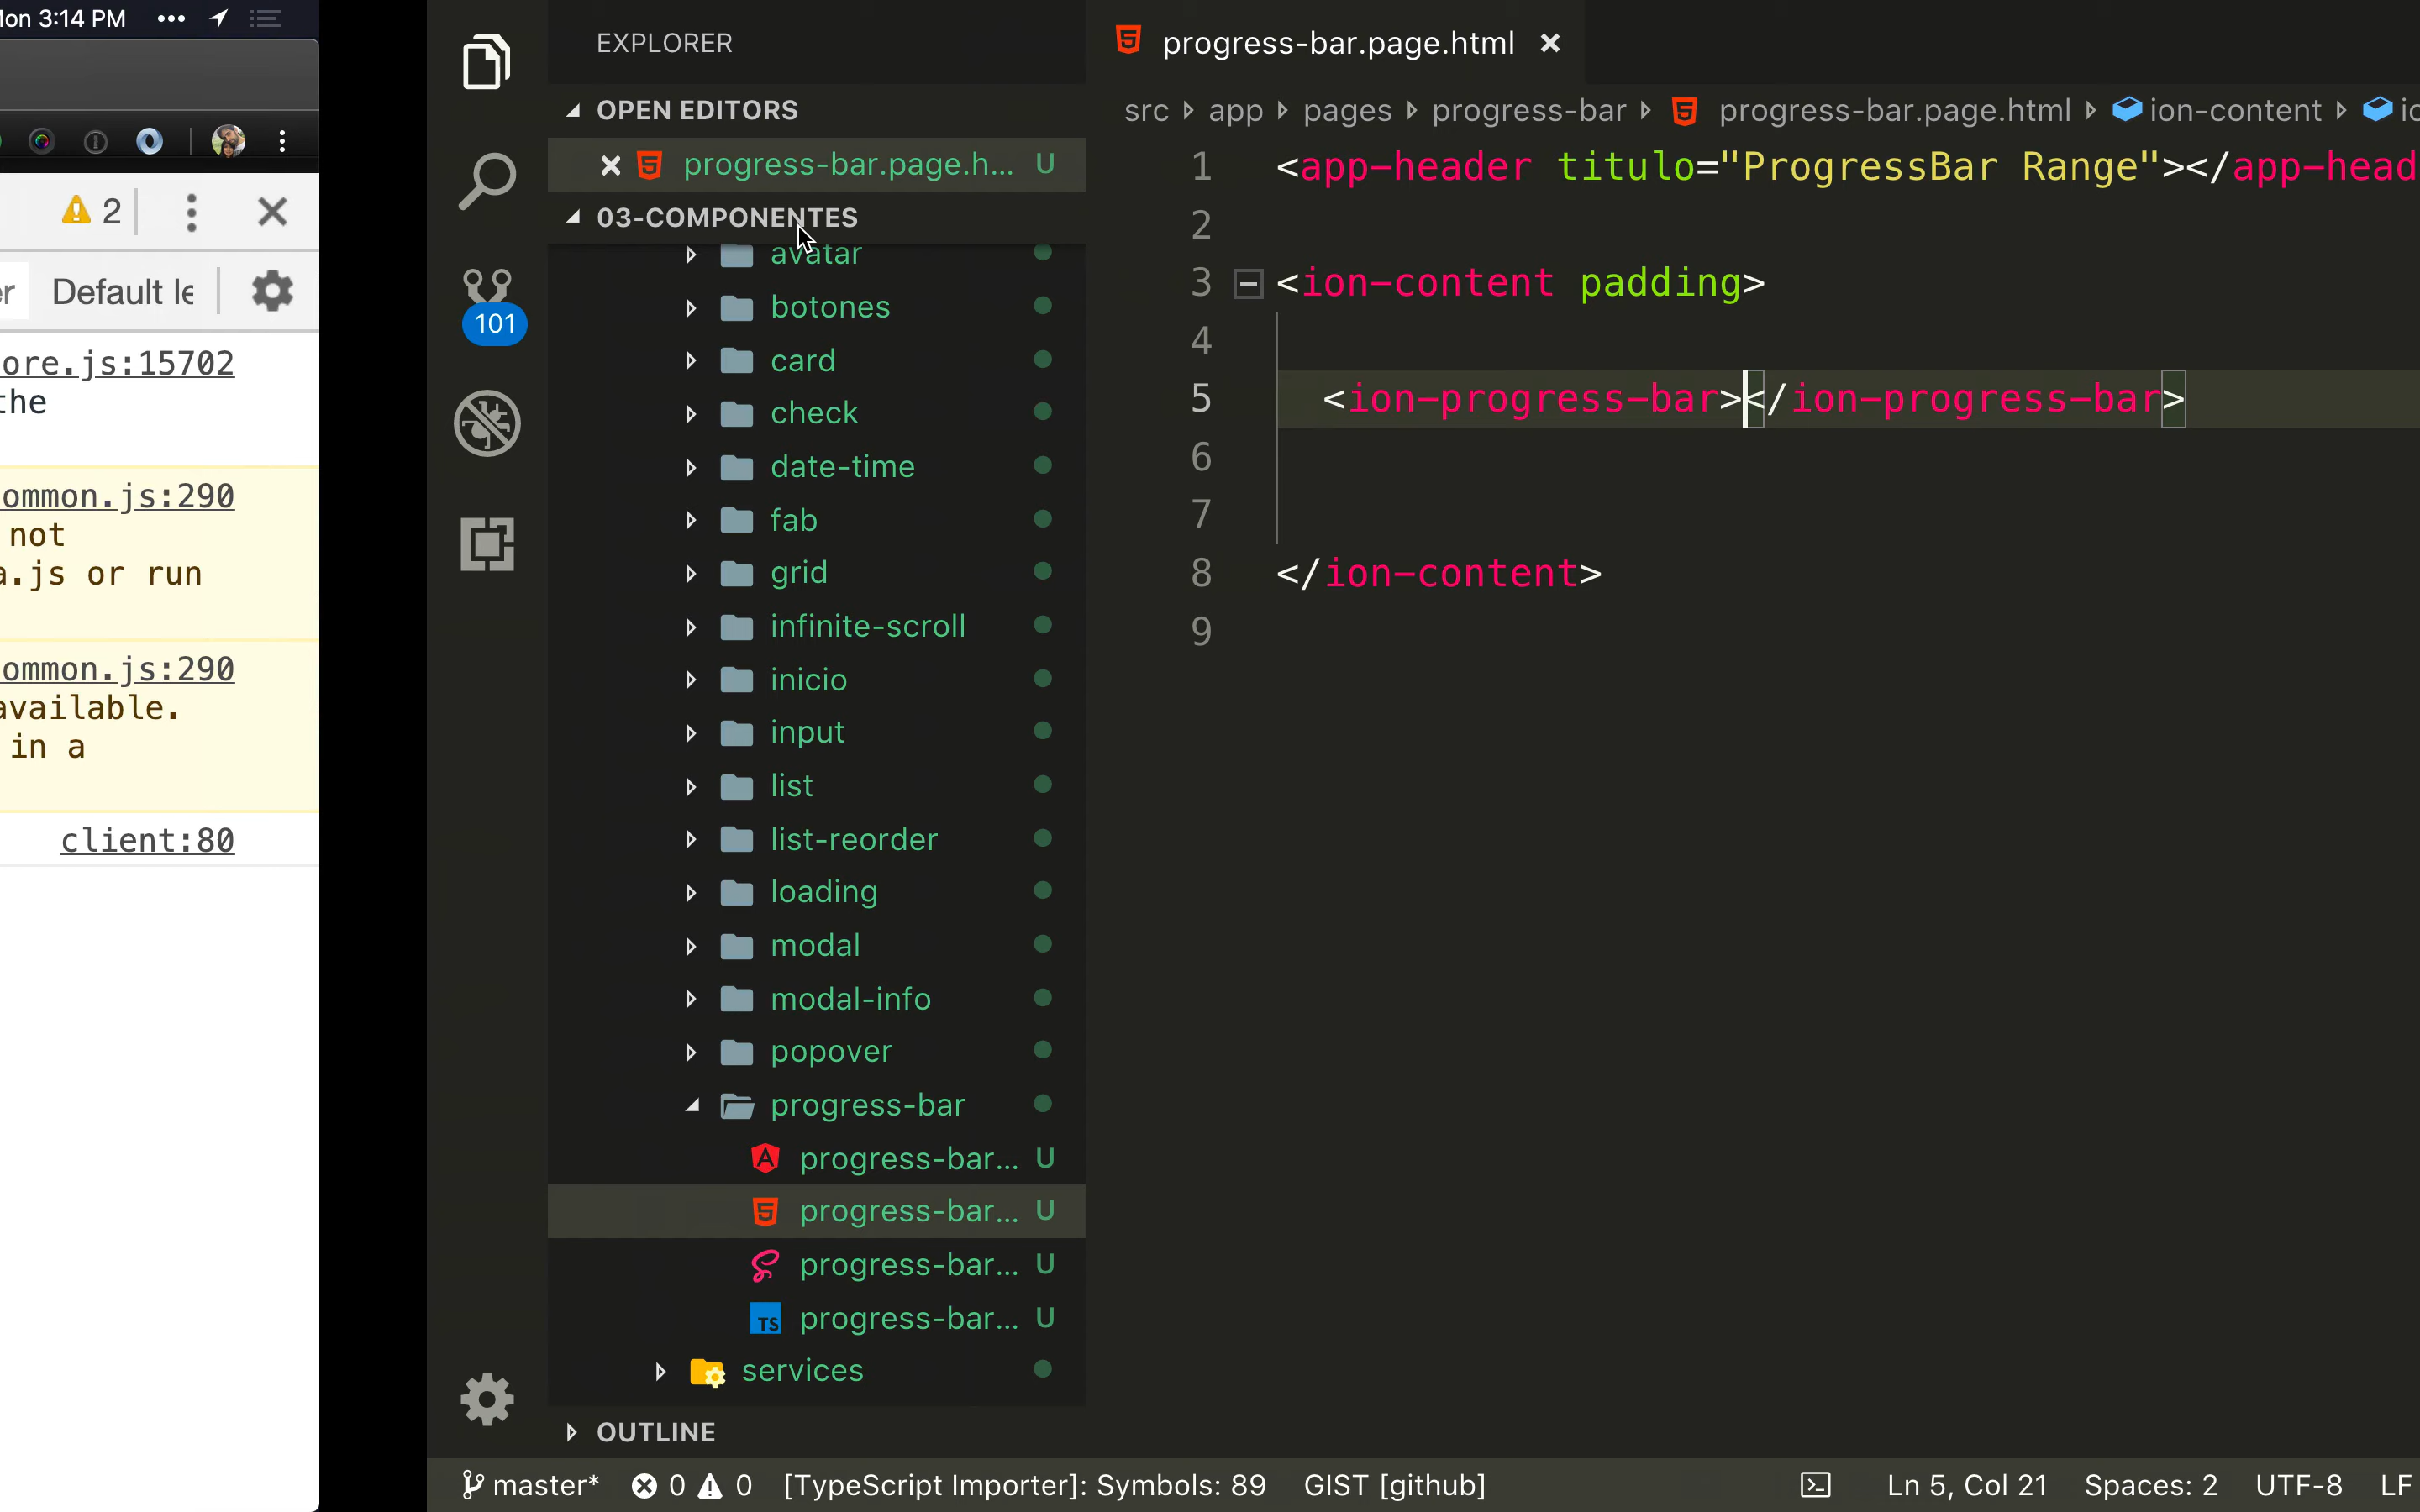 3:14 PM
2
Default
ore.js:15702
the
ommon.js:290
not
a.js or run
ommon.js:290
available.
in a
client:80
101
EXPLORER
OPEN EDITORS
progress-bar.page.h... U
03-COMPONENTES
avatar
botones
card
check
date-time
fab
grid
infinite-scroll
inicio
input
list
list-reorder
loading
modal
modal-info
popover
progress-bar
progress-bar... U
progress-bar... U
progress-bar... U
TS progress-bar... U
services
OUTLINE
progress-bar.page.html
src app pages progress-bar progress-bar.page.html ion-content
1 <app-header titulo="ProgressBar Range"></app-head
2
3 <ion-content padding>
4
5 <ion-progress-bar></ion-progress-bar>
6
7
8 </ion-content>
9
master* 0 0 [TypeScript Importer]: Symbols: 89 GIST [github] Ln 5, Col 21 Spaces: 2 UTF-8 LF